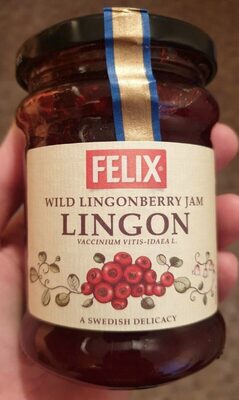 FELIX
WILD LINGONBERRY JAM
LINGON
VACCINIUM VITIS-IDAEA L.
A SWEDISH DELICACY